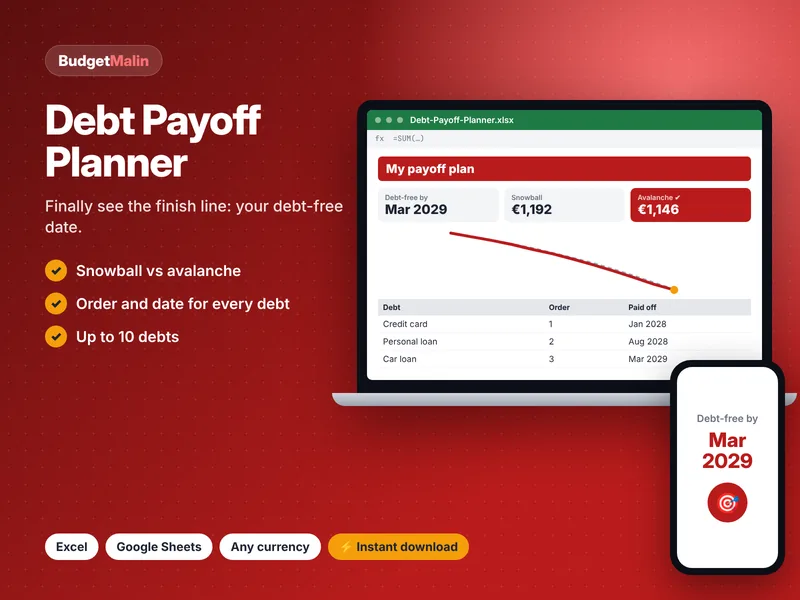 BudgetMalin
Debt Payoff
Planner
Finally see the finish line: your debt-free
date.
Snowball vs avalanche
Order and date for every debt
Up to 10 debts
Debt-Payoff-Planner.xlsx
fx =SUM(…)
My payoff plan
Debt-free by
Mar 2029
Snowball
€1,192
Avalanche ✔
€1,146
Debt Order Paid off
Credit card 1 Jan 2028
Personal loan 2 Aug 2028
Car loan 3 Mar 2029
Debt-free by
Mar
2029
Excel
Google Sheets
Any currency
⚡ Instant download